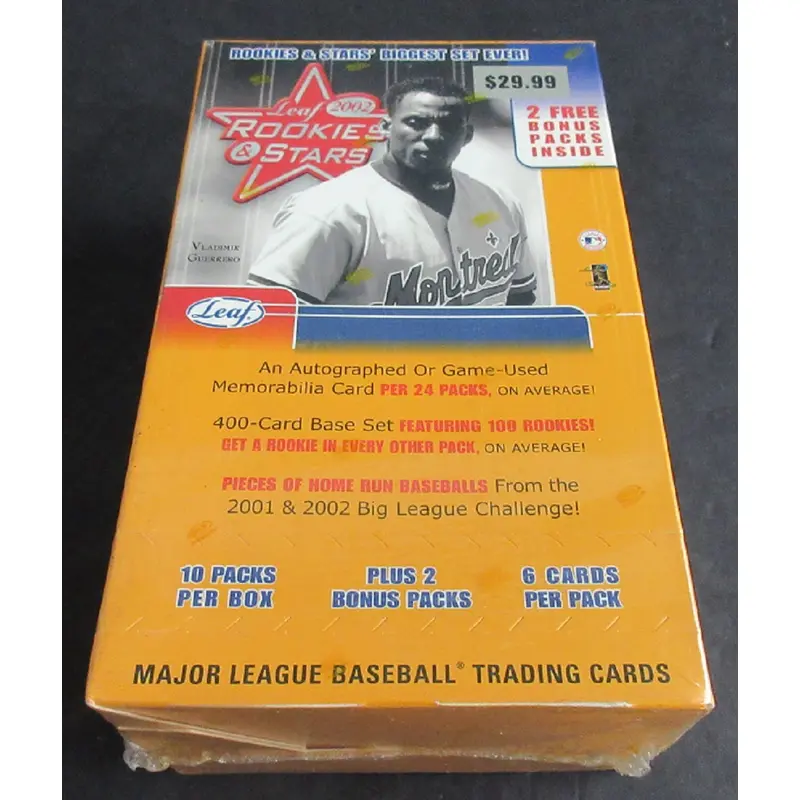 ROOKIES & STARS' BIGGEST SET EVER!
$29.99
Leaf 2002
ROOKIES
& STARS
2 FREE
BONUS
PACKS
INSIDE
VLADIMIR
GUERRERO
Montreal
Leaf
An Autographed Or Game-Used
Memorabilia Card PER 24 PACKS, ON AVERAGE!
400-Card Base Set FEATURING 100 ROOKIES!
GET A ROOKIE IN EVERY OTHER PACK, ON AVERAGE!
PIECES OF HOME RUN BASEBALLS From the
2001 & 2002 Big League Challenge!
10 PACKS
PER BOX
PLUS 2
BONUS PACKS
6 CARDS
PER PACK
MAJOR LEAGUE BASEBALL® TRADING CARDS